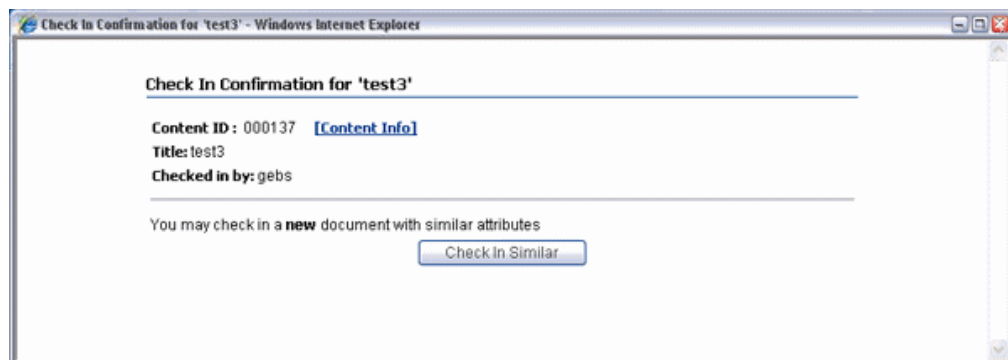 Check In Confirmation for 'test3' - Windows Internet Explorer
Check In Confirmation for 'test3'
Content ID : 000137 [Content Info]
Title: test3
Checked in by: gebs
You may check in a new document with similar attributes
Check In Similar